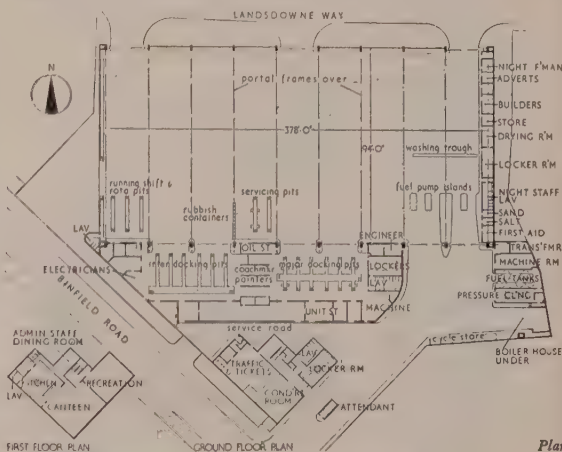 LANDSDOWNE WAY
N
portal frames over
378'·0"
94'·0"
NIGHT F'MAN
ADVERTS
BUILDERS
STORE
DRYING R'M
LOCKER R'M
NIGHT STAFF
LAV
SAND
SALT
FIRST AID
TRANSFMR
MACHINE RM
FUEL TANKS
PRESSURE CLNG
BOILER HOUSE
UNDER
washing trough
fuel pump islands
running shift &
rota pits
rubbish
containers
servicing pits
LAV
ELECTRICIANS
OIL ST
ENGINEER
inter docking pits
coachmkr
painters
major docking pits
LOCKERS
LAV
UNIT ST
MACHINE
service road
cycle store
BINFIELD ROAD
ADMIN STAFF
DINING ROOM
KITCHEN
RECREATION
LAV
CANTEEN
FIRST FLOOR PLAN
TRAFFIC
TICKETS
LAV
LOCKER RM
COND'R
ROOM
ATTENDANT
GROUND FLOOR PLAN
Plan